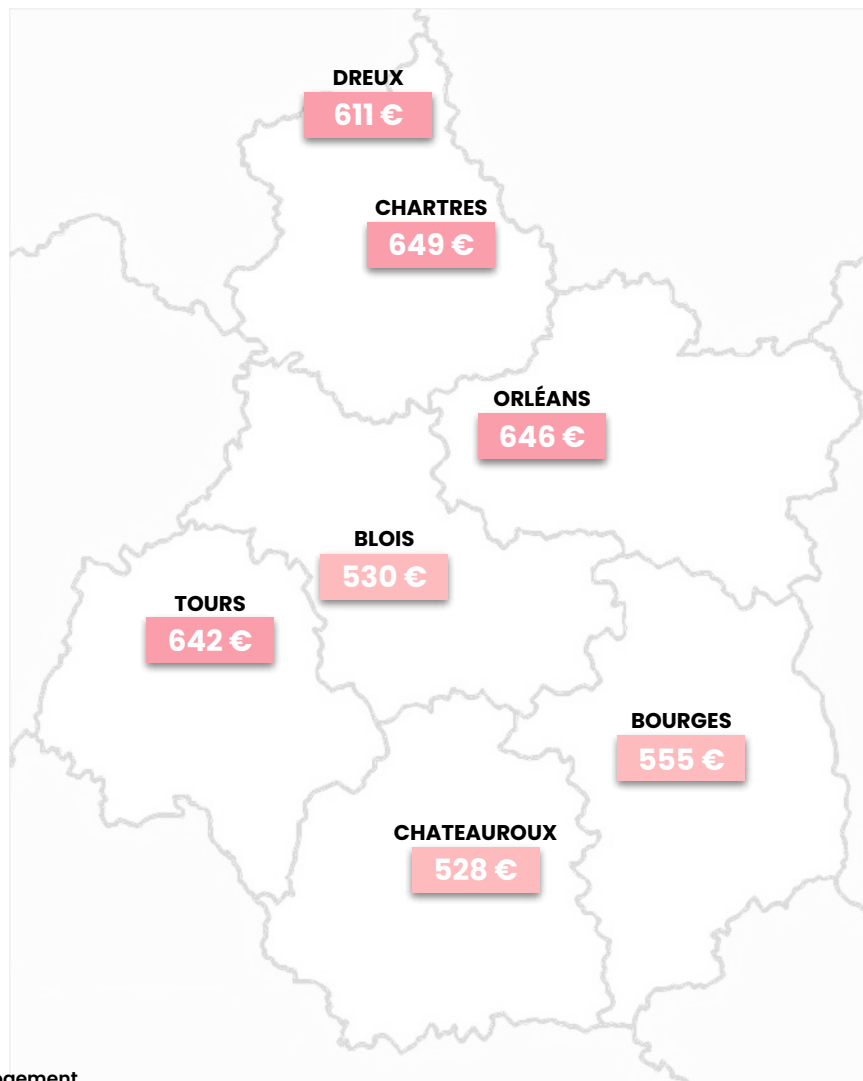 DREUX
611 €
CHARTRES
649 €
ORLÉANS
646 €
BLOIS
530 €
TOURS
642 €
BOURGES
555 €
CHATEAUROUX
528 €